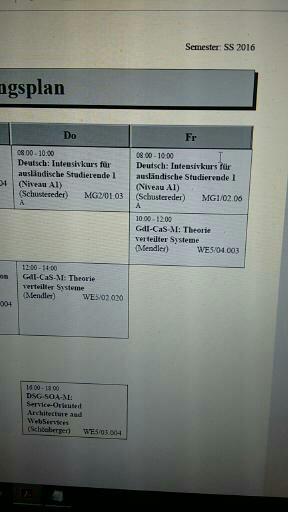 Semester: SS 2016
ngsplan
Do
Fr
04
08:00 - 10:00
Deutsch: Intensivkurs für
ausländische Studierende 1
(Niveau A1)
(Schustereder) MG2/01.03
A
08:00 - 10:00
Deutsch: Intensivkurs für
ausländische Studierende 1
(Niveau A1)
(Schustereder) MG1/02.06
A
10:00 - 12:00
GdI-CaS-M: Theorie
verteilter Systeme
(Mendler) WE5/04.003
on
004
12:00 - 14:00
GdI-CaS-M: Theorie
verteilter Systeme
(Mendler) WE5/02.020
16:00 - 18:00
DSG-SOA-M:
Service-Oriented
Architecture and
WebServices
(Schönberger) WE5/03.004